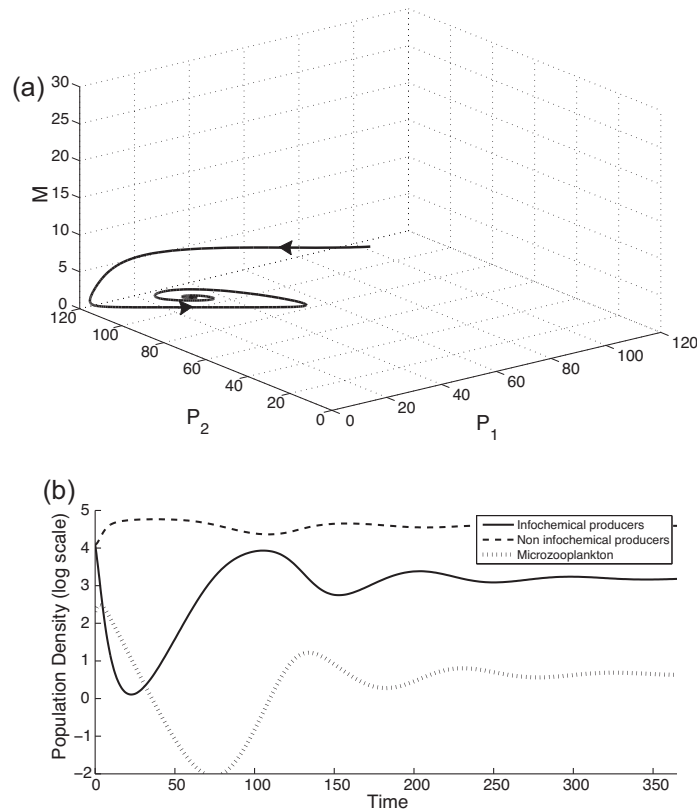 (a)
30
25
20
15
10
5
0
M
120
100
80
60
40
20
0
P2
0
20
40
60
80
100
120
P1
(b)
5
4
3
2
1
0
−1
−2
Population Density (log scale)
Infochemical producers
Non infochemical producers
Microzooplankton
0 50 100 150 200 250 300 350
Time